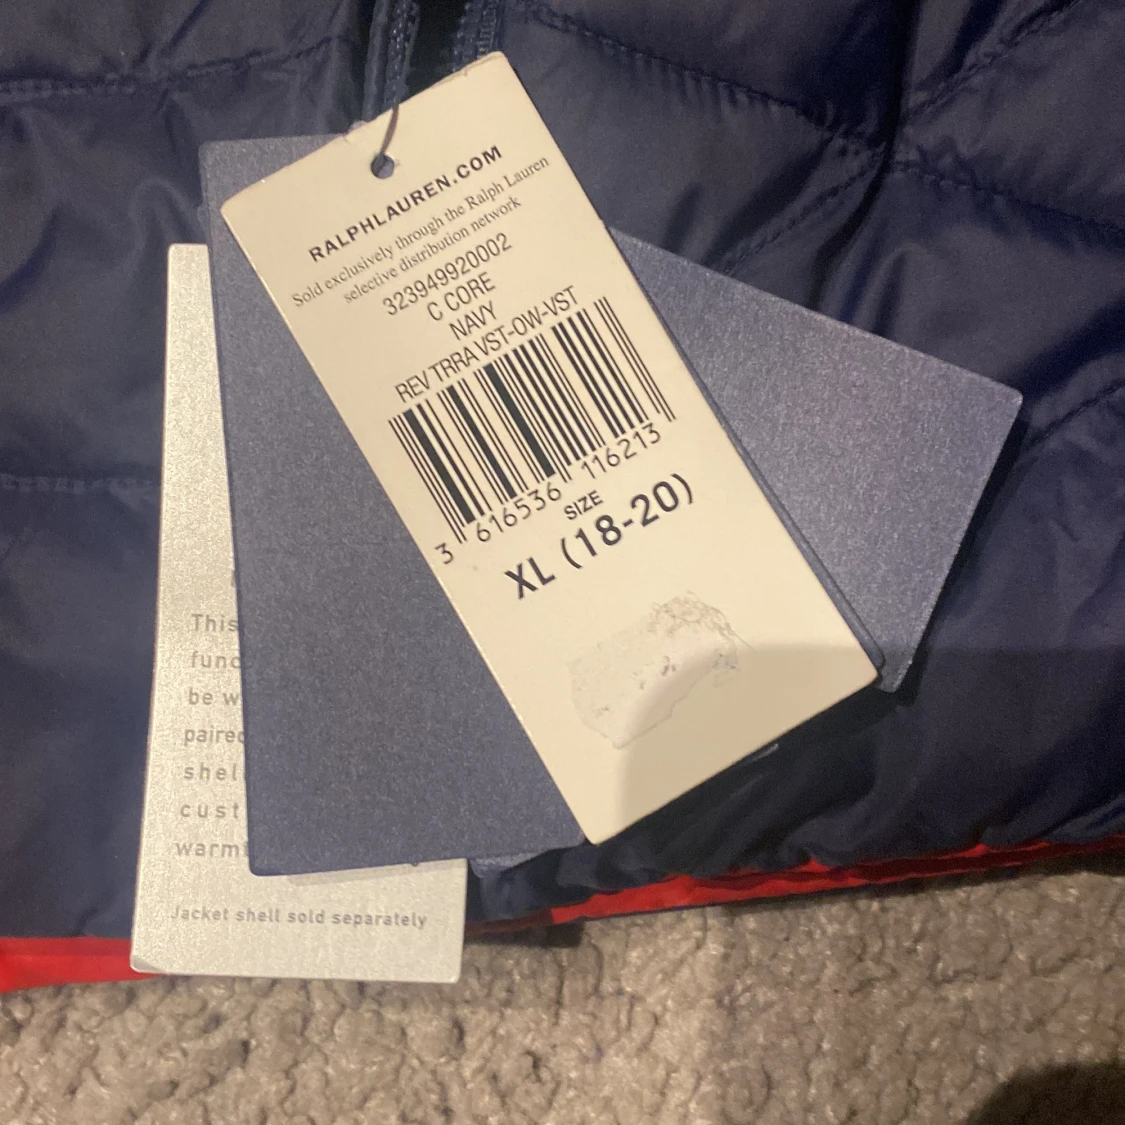 RALPHLAUREN.COM
Sold exclusively through the Ralph Lauren
selective distribution network
323949920002
C CORE
NAVY
REV TRRA VST-OW-VST
3 616536 116213
SIZE
XL (18-20)
This
func
be w
paired
shel
cust
warm
Jacket shell sold separately